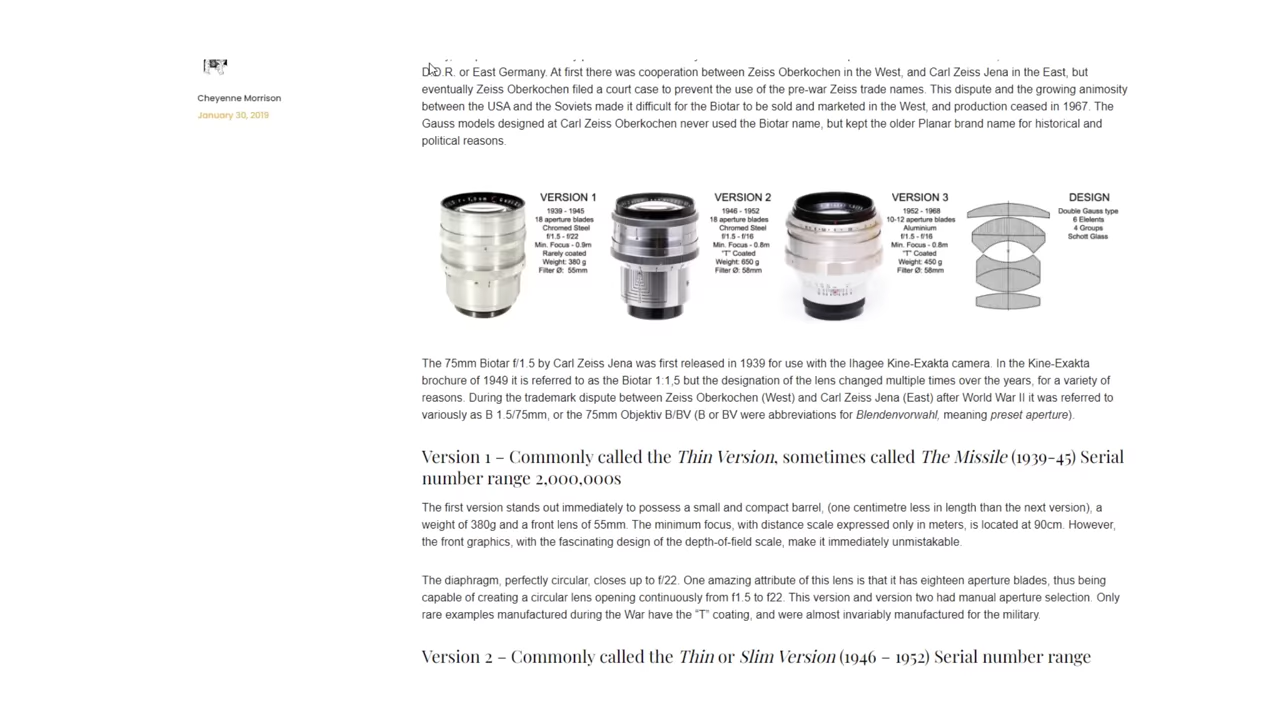 Cheyenne Morrison
January 30, 2019
D.D.R. or East Germany. At first there was cooperation between Zeiss Oberkochen in the West, and Carl Zeiss Jena in the East, but
eventually Zeiss Oberkochen filed a court case to prevent the use of the pre-war Zeiss trade names. This dispute and the growing animosity
between the USA and the Soviets made it difficult for the Biotar to be sold and marketed in the West, and production ceased in 1967. The
Gauss models designed at Carl Zeiss Oberkochen never used the Biotar name, but kept the older Planar brand name for historical and
political reasons.
VERSION 1
1939 - 1945
18 aperture blades
Chromed Steel
f/1.5 - f/22
Min. Focus - 0.9m
Rarely coated
Weight: 380 g
Filter Ø: 55mm
VERSION 2
1946 - 1952
18 aperture blades
Chromed Steel
f/1.5 - f/16
Min. Focus - 0.8m
"T" Coated
Weight: 650 g
Filter Ø: 58mm
VERSION 3
1952 - 1968
10-12 aperture blades
Aluminium
f/1.5 - f/16
Min. Focus - 0.8m
"T" Coated
Weight: 450 g
Filter Ø: 58mm
DESIGN
Double Gauss type
6 Elelents
4 Groups
Schott Glass
The 75mm Biotar f/1.5 by Carl Zeiss Jena was first released in 1939 for use with the Ihagee Kine-Exakta camera. In the Kine-Exakta
brochure of 1949 it is referred to as the Biotar 1:1,5 but the designation of the lens changed multiple times over the years, for a variety of
reasons. During the trademark dispute between Zeiss Oberkochen (West) and Carl Zeiss Jena (East) after World War II it was referred to
variously as B 1.5/75mm, or the 75mm Objektiv B/BV (B or BV were abbreviations for Blendenvorwahl, meaning preset aperture).
Version 1 – Commonly called the Thin Version, sometimes called The Missile (1939-45) Serial
number range 2,000,000s
The first version stands out immediately to possess a small and compact barrel, (one centimetre less in length than the next version), a
weight of 380g and a front lens of 55mm. The minimum focus, with distance scale expressed only in meters, is located at 90cm. However,
the front graphics, with the fascinating design of the depth-of-field scale, make it immediately unmistakable.
The diaphragm, perfectly circular, closes up to f/22. One amazing attribute of this lens is that it has eighteen aperture blades, thus being
capable of creating a circular lens opening continuously from f1.5 to f22. This version and version two had manual aperture selection. Only
rare examples manufactured during the War have the “T” coating, and were almost invariably manufactured for the military.
Version 2 – Commonly called the Thin or Slim Version (1946 – 1952) Serial number range